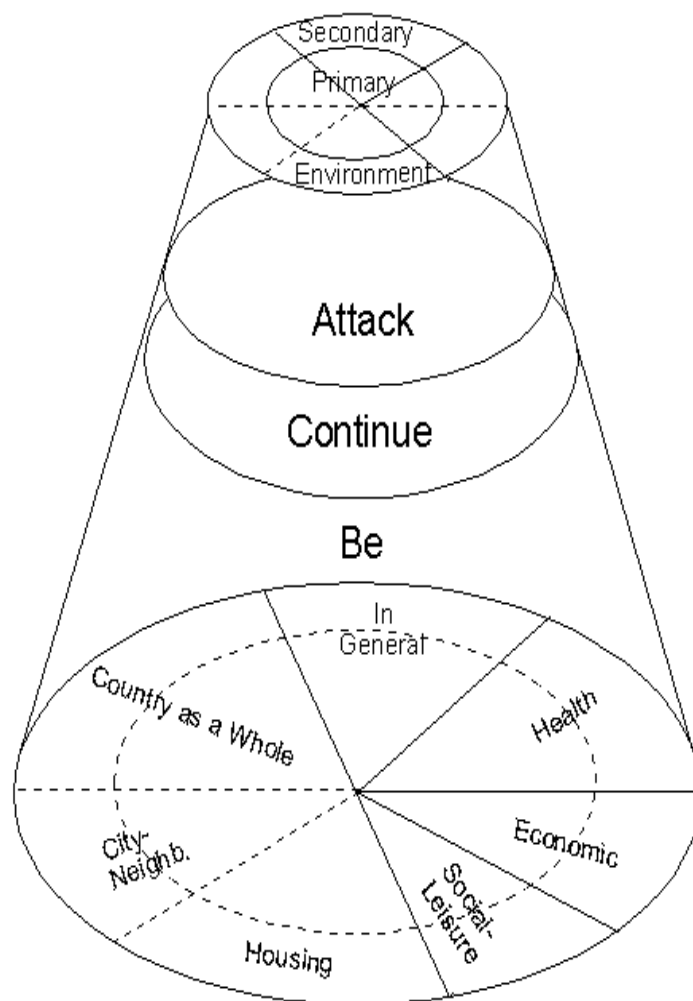 Secondary
Primary
Environment
Attack
Continue
Be
In
General
Country as a Whole
Health
Economic
City-
Neighb.
Social-
Leisure
Housing